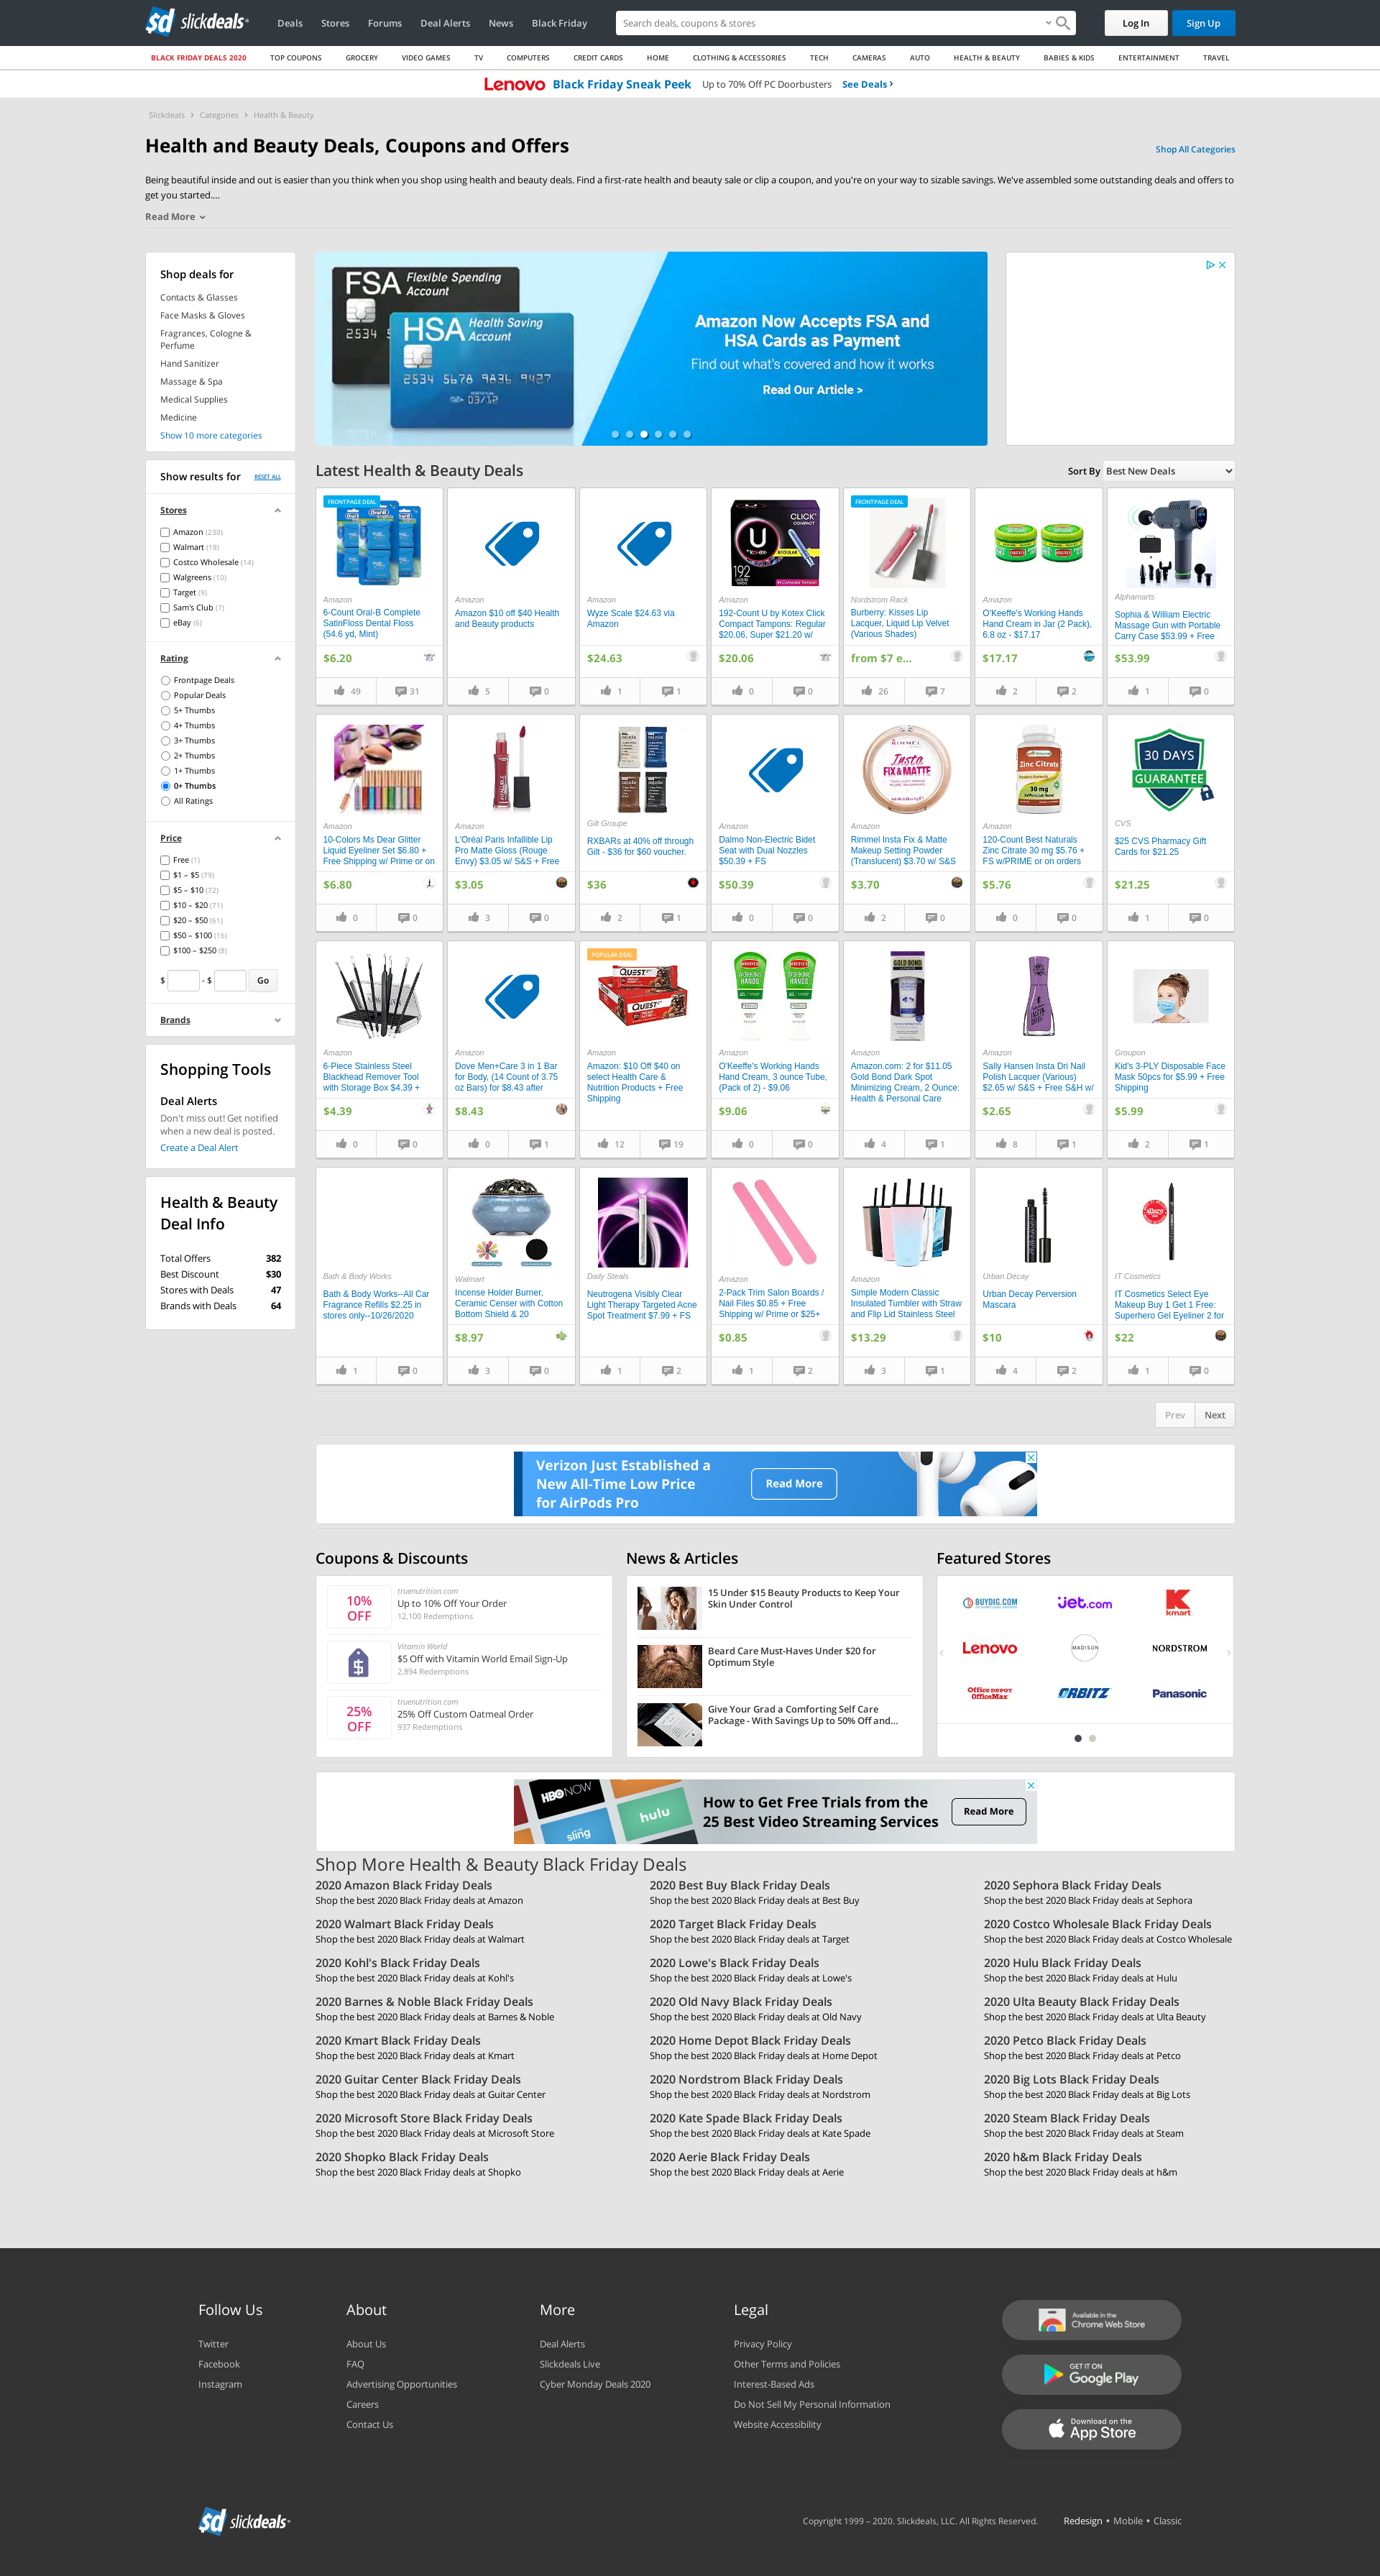 sd slickdeals
Deals Stores Forums Deal Alerts News Black Friday
Search deals, coupons & stores
Log In
Sign Up
BLACK FRIDAY DEALS 2020 TOP COUPONS GROCERY VIDEO GAMES TV COMPUTERS CREDIT CARDS HOME CLOTHING & ACCESSORIES TECH CAMERAS AUTO HEALTH & BEAUTY BABIES & KIDS ENTERTAINMENT TRAVEL
Lenovo Black Friday Sneak Peek Up to 70% Off PC Doorbusters See Deals ›
Slickdeals › Categories › Health & Beauty
Health and Beauty Deals, Coupons and Offers
Shop All Categories
Being beautiful inside and out is easier than you think when you shop using health and beauty deals. Find a first-rate health and beauty sale or clip a coupon, and you're on your way to sizable savings. We've assembled some outstanding deals and offers to
get you started....
Read More
Shop deals for
Contacts & Glasses
Face Masks & Gloves
Fragrances, Cologne &
Perfume
Hand Sanitizer
Massage & Spa
Medical Supplies
Medicine
Show 10 more categories
FSA Flexible Spending
Account
HSA Health Saving
Account
2534
2534 5678 9836 9427
03/12
Amazon Now Accepts FSA and
HSA Cards as Payment
Find out what's covered and how it works
Read Our Article >
Show results for RESET ALL
Stores
Amazon (230)
Walmart (18)
Costco Wholesale (14)
Walgreens (10)
Target (9)
Sam's Club (7)
eBay (6)
Rating
Frontpage Deals
Popular Deals
5+ Thumbs
4+ Thumbs
3+ Thumbs
2+ Thumbs
1+ Thumbs
0+ Thumbs
All Ratings
Price
Free (1)
$1 – $5 (79)
$5 – $10 (72)
$10 – $20 (71)
$20 – $50 (61)
$50 – $100 (16)
$100 – $250 (8)
$ - $ Go
Brands
Shopping Tools
Deal Alerts
Don't miss out! Get notified
when a new deal is posted.
Create a Deal Alert
Health & Beauty
Deal Info
Total Offers 382
Best Discount $30
Stores with Deals 47
Brands with Deals 64
Latest Health & Beauty Deals
Sort By Best New Deals
FRONTPAGE DEAL
Amazon
6-Count Oral-B Complete
SatinFloss Dental Floss
(54.6 yd, Mint)
$6.20
49 31
Amazon
Amazon $10 off $40 Health
and Beauty products
5 0
Amazon
Wyze Scale $24.63 via
Amazon
$24.63
1 1
U CLICK COMPACT REGULAR 192
Amazon
192-Count U by Kotex Click
Compact Tampons: Regular
$20.06, Super $21.20 w/
$20.06
0 0
FRONTPAGE DEAL
Nordstrom Rack
Burberry: Kisses Lip
Lacquer, Liquid Lip Velvet
(Various Shades)
from $7 e...
26 7
Amazon
O'Keeffe's Working Hands
Hand Cream in Jar (2 Pack),
6.8 oz - $17.17
$17.17
2 2
Alphamarts
Sophia & William Electric
Massage Gun with Portable
Carry Case $53.99 + Free
$53.99
1 0
Amazon
10-Colors Ms Dear Glitter
Liquid Eyeliner Set $6.80 +
Free Shipping w/ Prime or on
$6.80
0 0
Amazon
L'Oréal Paris Infallible Lip
Pro Matte Gloss (Rouge
Envy) $3.05 w/ S&S + Free
$3.05
3 0
Gilt Groupe
RXBARs at 40% off through
Gilt - $36 for $60 voucher.
$36
2 1
Amazon
Dalmo Non-Electric Bidet
Seat with Dual Nozzles
$50.39 + FS
$50.39
0 0
RIMMEL Insta FIX & MATTE
Amazon
Rimmel Insta Fix & Matte
Makeup Setting Powder
(Translucent) $3.70 w/ S&S
$3.70
2 0
Zinc Citrate 30 mg
Amazon
120-Count Best Naturals
Zinc Citrate 30 mg $5.76 +
FS w/PRIME or on orders
$5.76
0 0
30 DAYS
GUARANTEE
CVS
$25 CVS Pharmacy Gift
Cards for $21.25
$21.25
1 0
Amazon
6-Piece Stainless Steel
Blackhead Remover Tool
with Storage Box $4.39 +
$4.39
0 0
Amazon
Dove Men+Care 3 in 1 Bar
for Body, (14 Count of 3.75
oz Bars) for $8.43 after
$8.43
0 1
POPULAR DEAL
QUEST
Amazon
Amazon: $10 Off $40 on
select Health Care &
Nutrition Products + Free
Shipping
12 19
WORKING HANDS
Amazon
O'Keeffe's Working Hands
Hand Cream, 3 ounce Tube,
(Pack of 2) - $9.06
$9.06
0 0
GOLD BOND
Amazon
Amazon.com: 2 for $11.05
Gold Bond Dark Spot
Minimizing Cream, 2 Ounce:
Health & Personal Care
4 1
Amazon
Sally Hansen Insta Dri Nail
Polish Lacquer (Various)
$2.65 w/ S&S + Free S&H w/
$2.65
8 1
Groupon
Kid's 3-PLY Disposable Face
Mask 50pcs for $5.99 + Free
Shipping
$5.99
2 1
Bath & Body Works
Bath & Body Works--All Car
Fragrance Refills $2.25 in
stores only--10/26/2020
1 0
Walmart
Incense Holder Burner,
Ceramic Censer with Cotton
Bottom Shield & 20
$8.97
3 0
Daily Steals
Neutrogena Visibly Clear
Light Therapy Targeted Acne
Spot Treatment $7.99 + FS
1 2
Amazon
2-Pack Trim Salon Boards /
Nail Files $0.85 + Free
Shipping w/ Prime or $25+
$0.85
1 2
Amazon
Simple Modern Classic
Insulated Tumbler with Straw
and Flip Lid Stainless Steel
$13.29
3 1
Urban Decay
Urban Decay Perversion
Mascara
$10
4 2
IT Cosmetics
IT Cosmetics Select Eye
Makeup Buy 1 Get 1 Free:
Superhero Gel Eyeliner 2 for
$22
1 0
Prev Next
Verizon Just Established a
New All-Time Low Price
for AirPods Pro
Read More
Coupons & Discounts
10%
OFF
truenutrition.com
Up to 10% Off Your Order
12,100 Redemptions
Vitamin World
$5 Off with Vitamin World Email Sign-Up
2,894 Redemptions
25%
OFF
truenutrition.com
25% Off Custom Oatmeal Order
937 Redemptions
News & Articles
15 Under $15 Beauty Products to Keep Your
Skin Under Control
Beard Care Must-Haves Under $20 for
Optimum Style
Give Your Grad a Comforting Self Care
Package - With Savings Up to 50% Off and...
Featured Stores
BUYDIG.COM jet.com kmart
Lenovo MADISON NORDSTROM
Office DEPOT
OfficeMax
ORBITZ Panasonic
HBO NOW hulu sling
How to Get Free Trials from the
25 Best Video Streaming Services
Read More
Shop More Health & Beauty Black Friday Deals
2020 Amazon Black Friday Deals
Shop the best 2020 Black Friday deals at Amazon
2020 Best Buy Black Friday Deals
Shop the best 2020 Black Friday deals at Best Buy
2020 Sephora Black Friday Deals
Shop the best 2020 Black Friday deals at Sephora
2020 Walmart Black Friday Deals
Shop the best 2020 Black Friday deals at Walmart
2020 Target Black Friday Deals
Shop the best 2020 Black Friday deals at Target
2020 Costco Wholesale Black Friday Deals
Shop the best 2020 Black Friday deals at Costco Wholesale
2020 Kohl's Black Friday Deals
Shop the best 2020 Black Friday deals at Kohl's
2020 Lowe's Black Friday Deals
Shop the best 2020 Black Friday deals at Lowe's
2020 Hulu Black Friday Deals
Shop the best 2020 Black Friday deals at Hulu
2020 Barnes & Noble Black Friday Deals
Shop the best 2020 Black Friday deals at Barnes & Noble
2020 Old Navy Black Friday Deals
Shop the best 2020 Black Friday deals at Old Navy
2020 Ulta Beauty Black Friday Deals
Shop the best 2020 Black Friday deals at Ulta Beauty
2020 Kmart Black Friday Deals
Shop the best 2020 Black Friday deals at Kmart
2020 Home Depot Black Friday Deals
Shop the best 2020 Black Friday deals at Home Depot
2020 Petco Black Friday Deals
Shop the best 2020 Black Friday deals at Petco
2020 Guitar Center Black Friday Deals
Shop the best 2020 Black Friday deals at Guitar Center
2020 Nordstrom Black Friday Deals
Shop the best 2020 Black Friday deals at Nordstrom
2020 Big Lots Black Friday Deals
Shop the best 2020 Black Friday deals at Big Lots
2020 Microsoft Store Black Friday Deals
Shop the best 2020 Black Friday deals at Microsoft Store
2020 Kate Spade Black Friday Deals
Shop the best 2020 Black Friday deals at Kate Spade
2020 Steam Black Friday Deals
Shop the best 2020 Black Friday deals at Steam
2020 Shopko Black Friday Deals
Shop the best 2020 Black Friday deals at Shopko
2020 Aerie Black Friday Deals
Shop the best 2020 Black Friday deals at Aerie
2020 h&m Black Friday Deals
Shop the best 2020 Black Friday deals at h&m
Follow Us
Twitter
Facebook
Instagram
About
About Us
FAQ
Advertising Opportunities
Careers
Contact Us
More
Deal Alerts
Slickdeals Live
Cyber Monday Deals 2020
Legal
Privacy Policy
Other Terms and Policies
Interest-Based Ads
Do Not Sell My Personal Information
Website Accessibility
Available in the
Chrome Web Store
GET IT ON
Google Play
Download on the
App Store
sd slickdeals
Copyright 1999 – 2020. Slickdeals, LLC. All Rights Reserved.
Redesign • Mobile • Classic